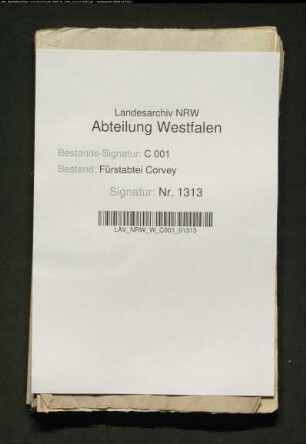 Landesarchiv NRW
Abteilung Westfalen
Bestands-Signatur: C 001
Bestand: Fürstabtei Corvey
Signatur: Nr. 1313
LAV_NRW_W_C001_01313